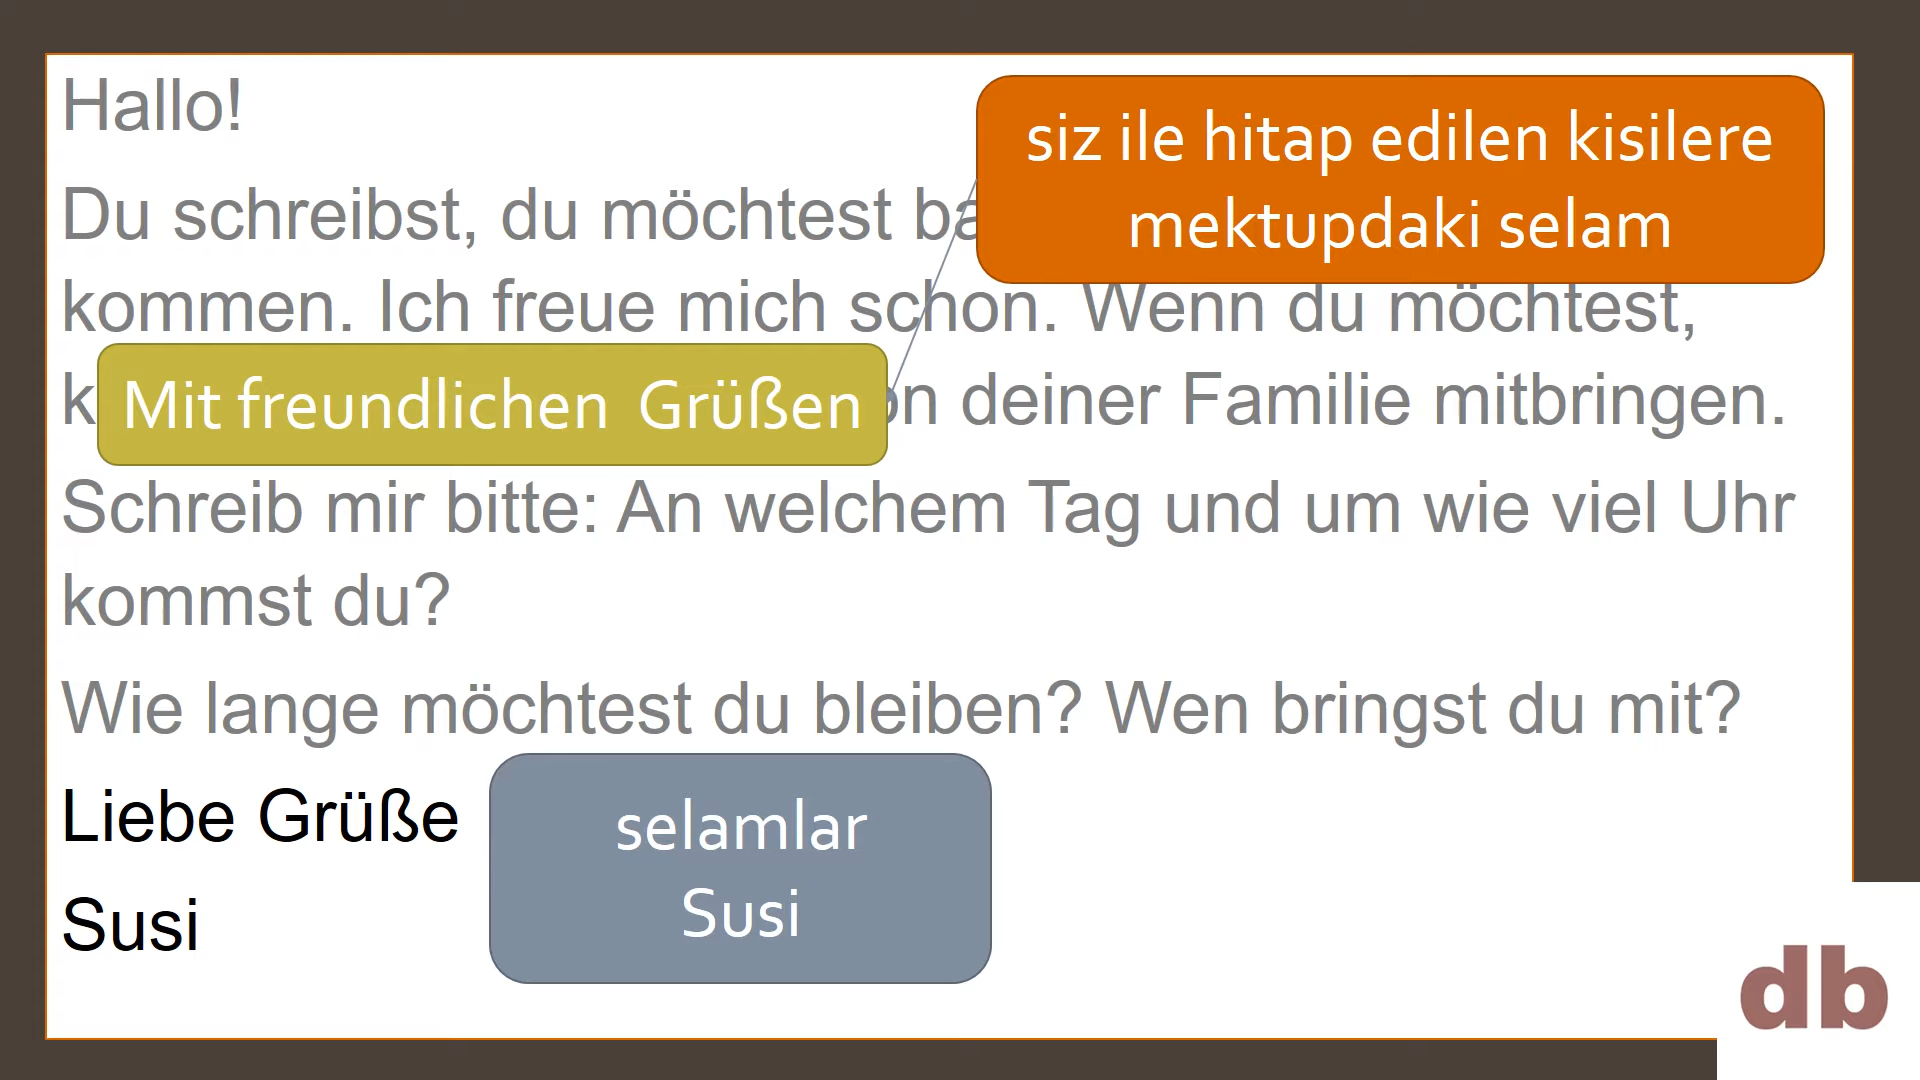 Hallo!
siz ile hitap edilen kisilere
mektupdaki selam
Du schreibst, du möchtest
kommen. Ich freue mich schon. Wenn du möchtest,
Mit freundlichen Grüßen
deiner Familie mitbringen.
Schreib mir bitte: An welchem Tag und um wie viel Uhr
kommst du?
Wie lange möchtest du bleiben? Wen bringst du mit?
Liebe Grüße
selamlar
Susi
Susi
db